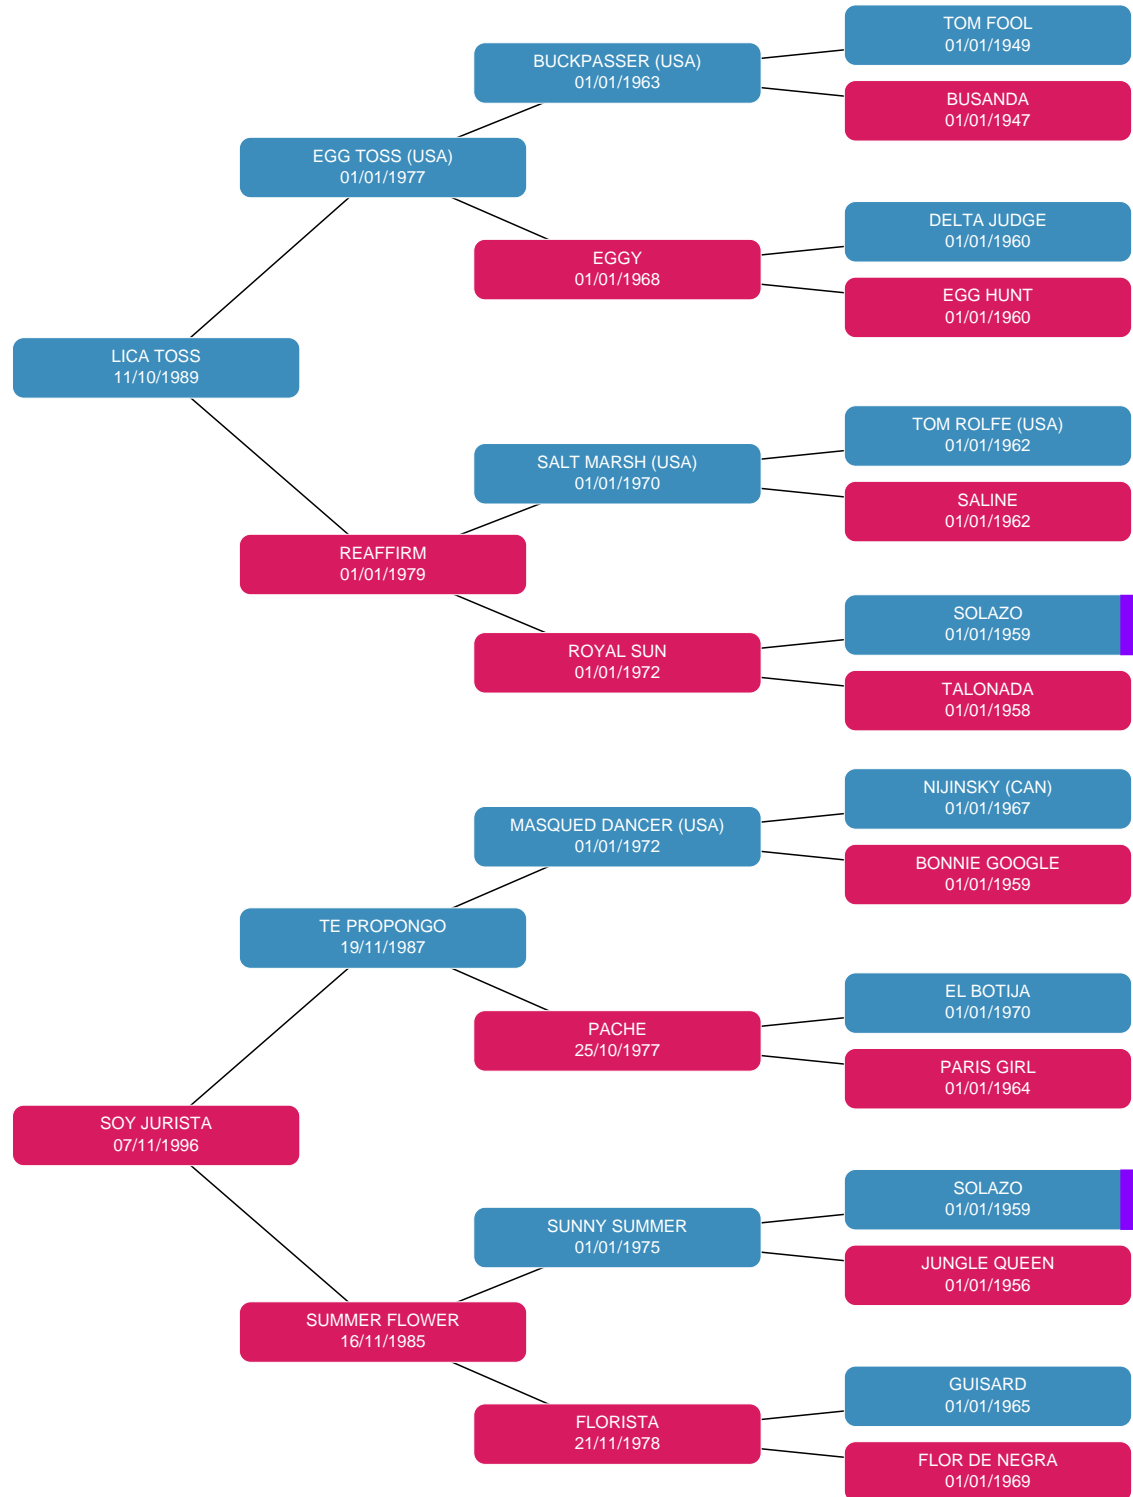 TOM FOOL
01/01/1949
BUCKPASSER (USA)
01/01/1963
BUSANDA
01/01/1947
EGG TOSS (USA)
01/01/1977
DELTA JUDGE
01/01/1960
EGGY
01/01/1968
EGG HUNT
01/01/1960
LICA TOSS
11/10/1989
TOM ROLFE (USA)
01/01/1962
SALT MARSH (USA)
01/01/1970
SALINE
01/01/1962
REAFFIRM
01/01/1979
SOLAZO
01/01/1959
ROYAL SUN
01/01/1972
TALONADA
01/01/1958
NIJINSKY (CAN)
01/01/1967
MASQUED DANCER (USA)
01/01/1972
BONNIE GOOGLE
01/01/1959
TE PROPONGO
19/11/1987
EL BOTIJA
01/01/1970
PACHE
25/10/1977
PARIS GIRL
01/01/1964
SOY JURISTA
07/11/1996
SOLAZO
01/01/1959
SUNNY SUMMER
01/01/1975
JUNGLE QUEEN
01/01/1956
SUMMER FLOWER
16/11/1985
GUISARD
01/01/1965
FLORISTA
21/11/1978
FLOR DE NEGRA
01/01/1969